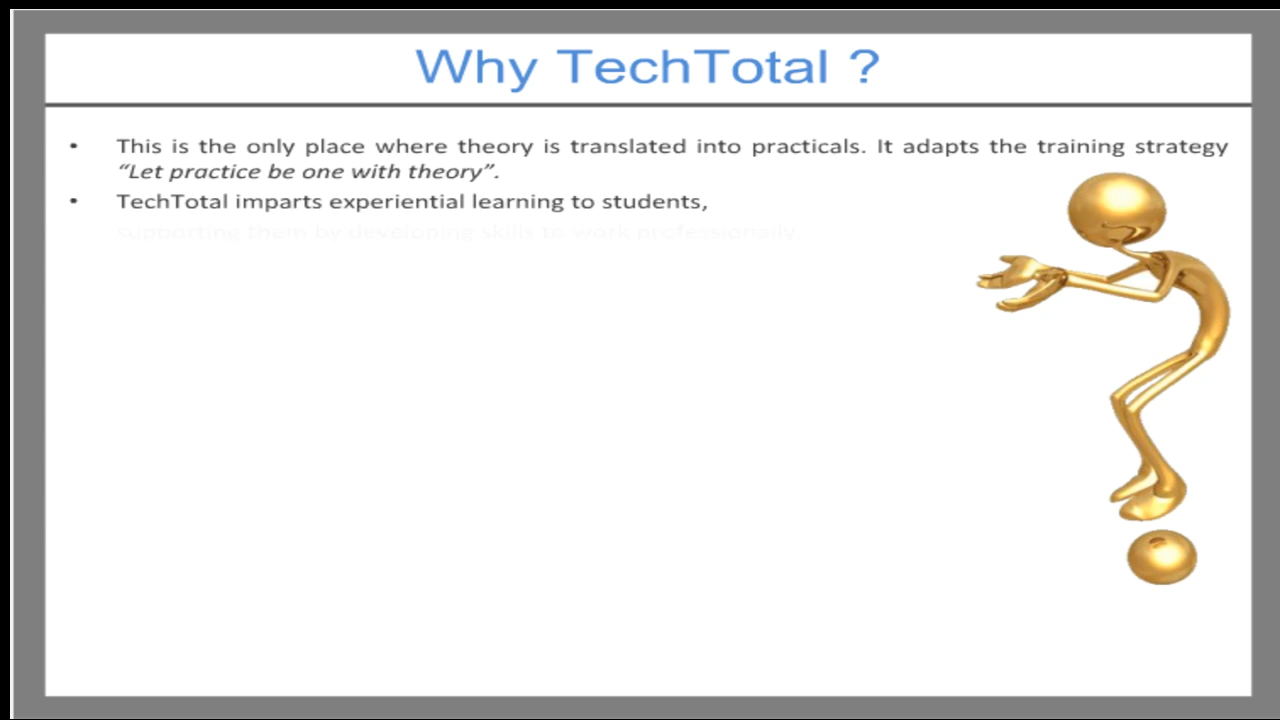 Why TechTotal ?
• This is the only place where theory is translated into practicals. It adapts the training strategy
“Let practice be one with theory”.
• TechTotal imparts experiential learning to students,
supporting them by developing skills to work professionally.